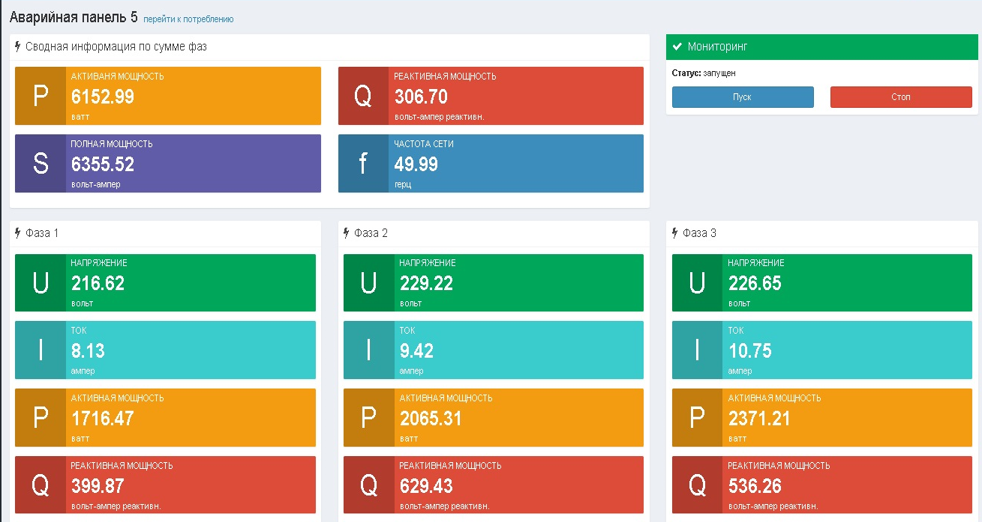 Аварийная панель 5 перейти к потреблению
Сводная информация по сумме фаз
P
АКТИВАНЯ МОЩНОСТЬ
6152.99
ватт
Q
РЕАКТИВНАЯ МОЩНОСТЬ
306.70
вольт-ампер реактивн.
S
ПОЛНАЯ МОЩНОСТЬ
6355.52
вольт-ампер
f
ЧАСТОТА СЕТИ
49.99
герц
Мониторинг
Статус: запущен
Пуск
Стоп
Фаза 1
U
НАПРЯЖЕНИЕ
216.62
вольт
I
ТОК
8.13
ампер
P
АКТИВНАЯ МОЩНОСТЬ
1716.47
ватт
Q
РЕАКТИВНАЯ МОЩНОСТЬ
399.87
вольт-ампер реактивн.
Фаза 2
U
НАПРЯЖЕНИЕ
229.22
вольт
I
ТОК
9.42
ампер
P
АКТИВНАЯ МОЩНОСТЬ
2065.31
ватт
Q
РЕАКТИВНАЯ МОЩНОСТЬ
629.43
вольт-ампер реактивн.
Фаза 3
U
НАПРЯЖЕНИЕ
226.65
вольт
I
ТОК
10.75
ампер
P
АКТИВНАЯ МОЩНОСТЬ
2371.21
ватт
Q
РЕАКТИВНАЯ МОЩНОСТЬ
536.26
вольт-ампер реактивн.